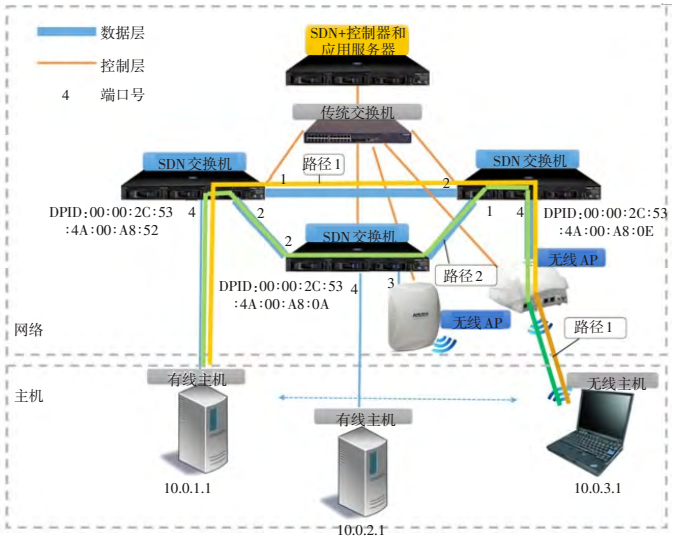 数据层
控制层
4 端口号
SDN+控制器和
应用服务器
传统交换机
SDN交换机
路径1
SDN交换机
1
2
4
2
1
4
DPID:00:00:2C:53
:4A:00:A8:52
DPID:00:00:2C:53
:4A:00:A8:0E
2
SDN交换机
DPID:00:00:2C:53
:4A:00:A8:0A
4
3
路径2
无线AP
无线AP
路径1
网络
主机
有线主机
有线主机
无线主机
10.0.1.1
10.0.3.1
10.0.2.1